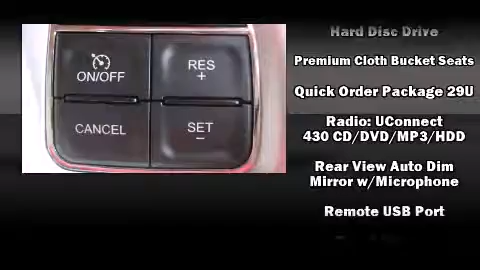 ON/OFF
RES
+
CANCEL
SET
−
Hard Disc Drive
Premium Cloth Bucket Seats
Quick Order Package 29U
Radio: UConnect
430 CD/DVD/MP3/HDD
Rear View Auto Dim
Mirror w/Microphone
Remote USB Port